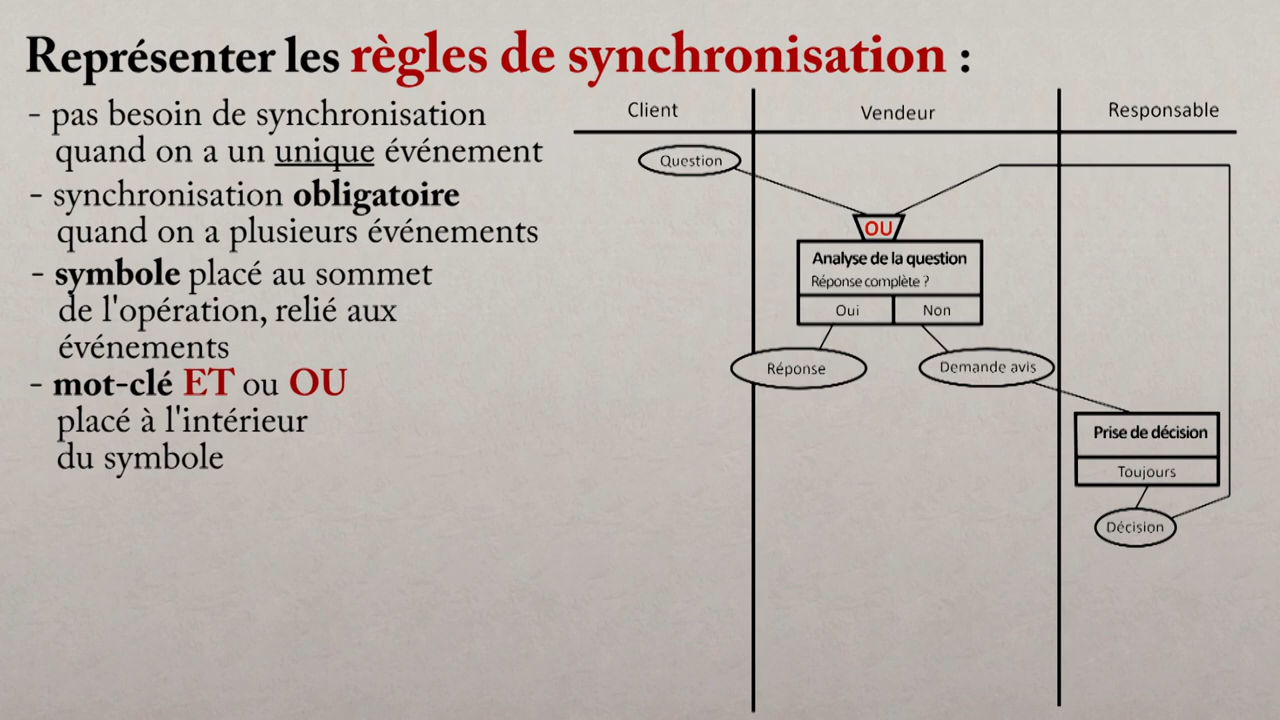 Représenter les règles de synchronisation :
- pas besoin de synchronisation
quand on a un unique événement
- synchronisation obligatoire
quand on a plusieurs événements
- symbole placé au sommet
de l'opération, relié aux
événements
- mot-clé ET ou OU
placé à l'intérieur
du symbole
Client
Vendeur
Responsable
Question
OU
Analyse de la question
Réponse complète ?
Oui
Non
Réponse
Demande avis
Prise de décision
Toujours
Décision